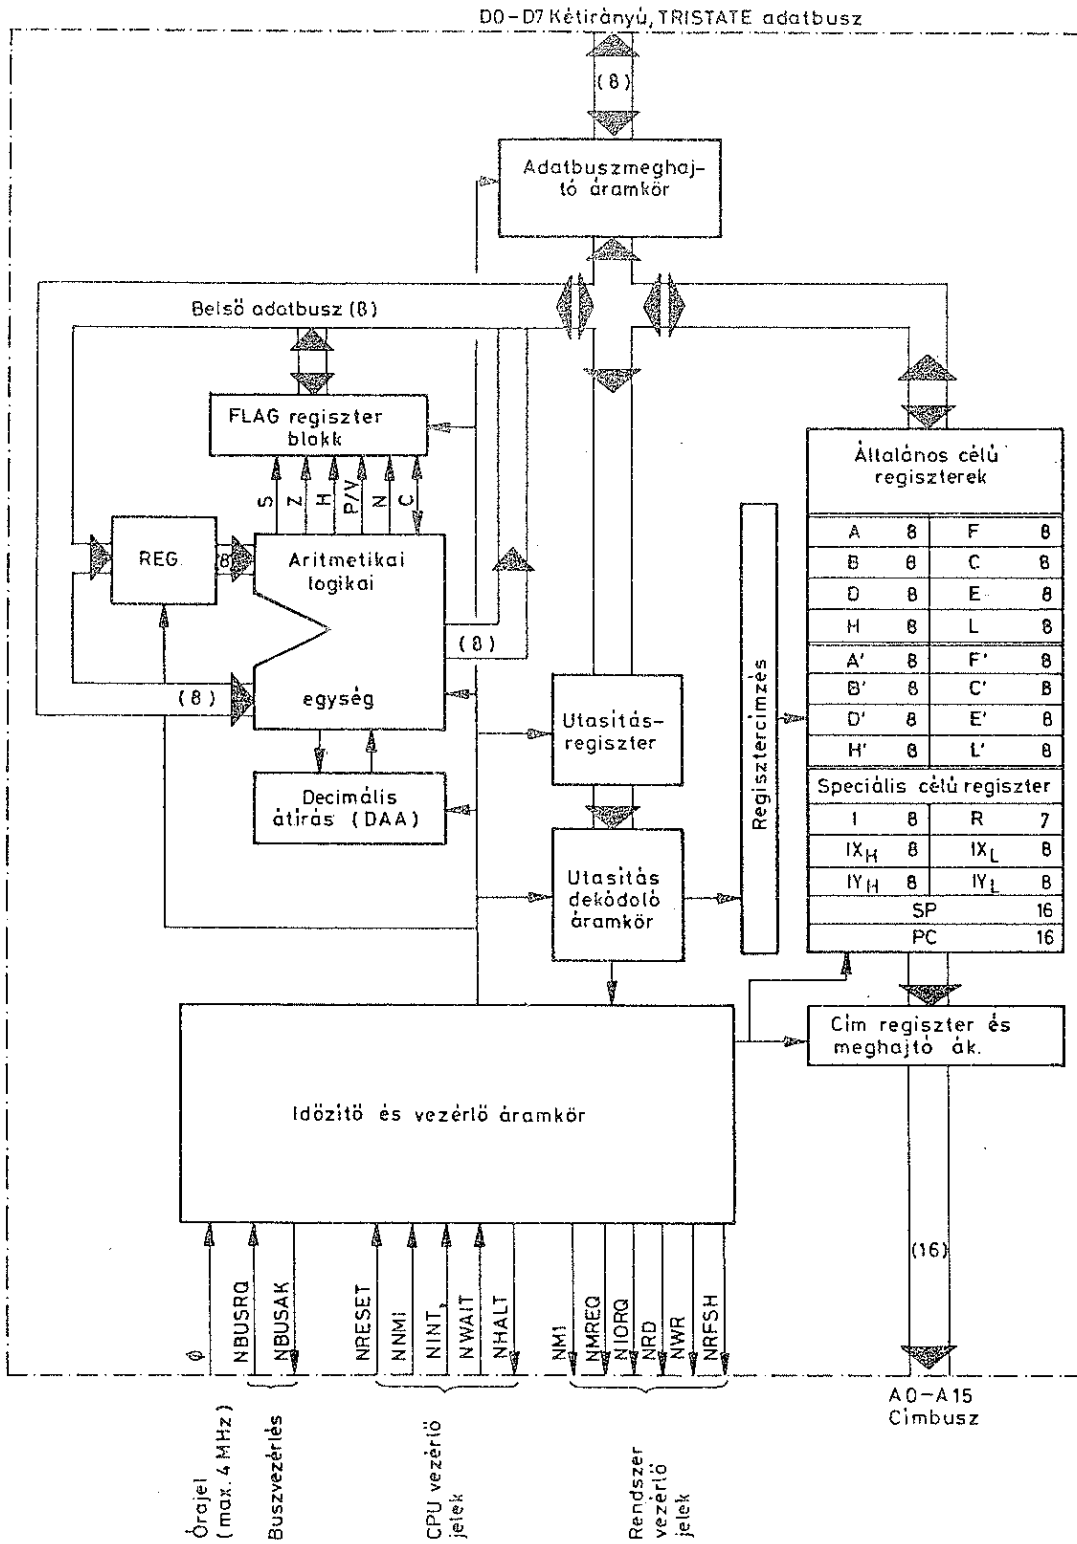 D0-D7 Kétirányú, TRISTATE adatbusz
(8)
Adatbuszmeghaj-
tó áramkör
Belső adatbusz (8)
FLAG regiszter
blokk
S
Z
H
P/V
N
C
REG.
(8)
Aritmetikai
logikai
egység
(8)
(8)
Decimális
átírás (DAA)
Utasítás-
regiszter
Utasítás
dekódoló
áramkör
Regisztercímzés
Általános célú
regiszterek
A 8 F 8
B 8 C 8
D 8 E 8
H 8 L 8
A' 8 F' 8
B' 8 C' 8
D' 8 E' 8
H' 8 L' 8
Speciális célú regiszter
I 8 R 7
IXH 8 IXL 8
IYH 8 IYL 8
SP 16
PC 16
Cím regiszter és
meghajtó ák.
Időzítő és vezérlő áramkör
(16)
ϕ
NBUSRQ
NBUSAK
NRESET
NNMI
NINT,
NWAIT
NHALT
NM1
NMREQ
NIORQ
NRD
NWR
NRFSH
A0-A15
Címbusz
Órajel
(max. 4 MHz)
Buszvezérlés
CPU vezérlő
jelek
Rendszer
vezérlő
jelek